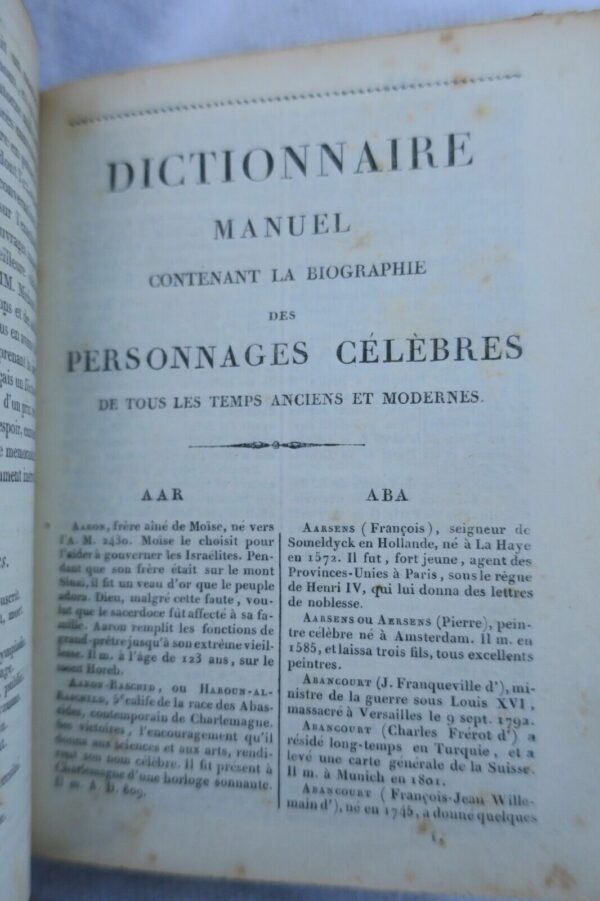 DICTIONNAIRE
MANUEL
CONTENANT LA BIOGRAPHIE
DES
PERSONNAGES CÉLÈBRES
DE TOUS LES TEMPS ANCIENS ET MODERNES.
AAR
AARON, frère aîné de Moise, né vers
l'A. M. 2430. Moise le choisit pour
l'aider à gouverner les Israélites. Pen-
dant que son frère était sur le mont
Sinaï, il fit un veau d'or que le peuple
adora. Dieu, malgré cette faute, vou-
lut que le sacerdoce fût affecté à sa fa-
mille. Aaron remplit les fonctions de
grand-prêtre jusqu'à son extrême vieil-
lesse. Il m. à l'âge de 123 ans, sur le
mont Horeb.
AARON-RASCHID, ou HAROUN-AL-
RASCHILD, 5e calife de la race des Abas-
sides, contemporain de Charlemagne.
Ses victoires, l'encouragement qu'il
donna aux sciences et aux arts, rendi-
rent son nom célèbre. Il fit présent à
Charlemagne d'une horloge sonnante.
Il m. A. D. 809.
ABA
AARSENS (François), seigneur de
Someldyck en Hollande, né à La Haye
en 1572. Il fut, fort jeune, agent des
Provinces-Unies à Paris, sous le règne
de Henri IV, qui lui donna des lettres
de noblesse.
AARSENS OU AERSENS (Pierre), pein-
tre célèbre né à Amsterdam. Il m. en
1585, et laissa trois fils, tous excellents
peintres.
ABANCOURT (J. Franqueville d'), mi-
nistre de la guerre sous Louis XVI,
massacré à Versailles le 9 sept. 1792.
ABANCOURT (Charles Frérot d') a
résidé long-temps en Turquie, et a
levé une carte générale de la Suisse.
Il m. à Munich en 1801.
ABANCOURT (François-Jean Wille-
main d'), né en 1745, a donné quelques
1.